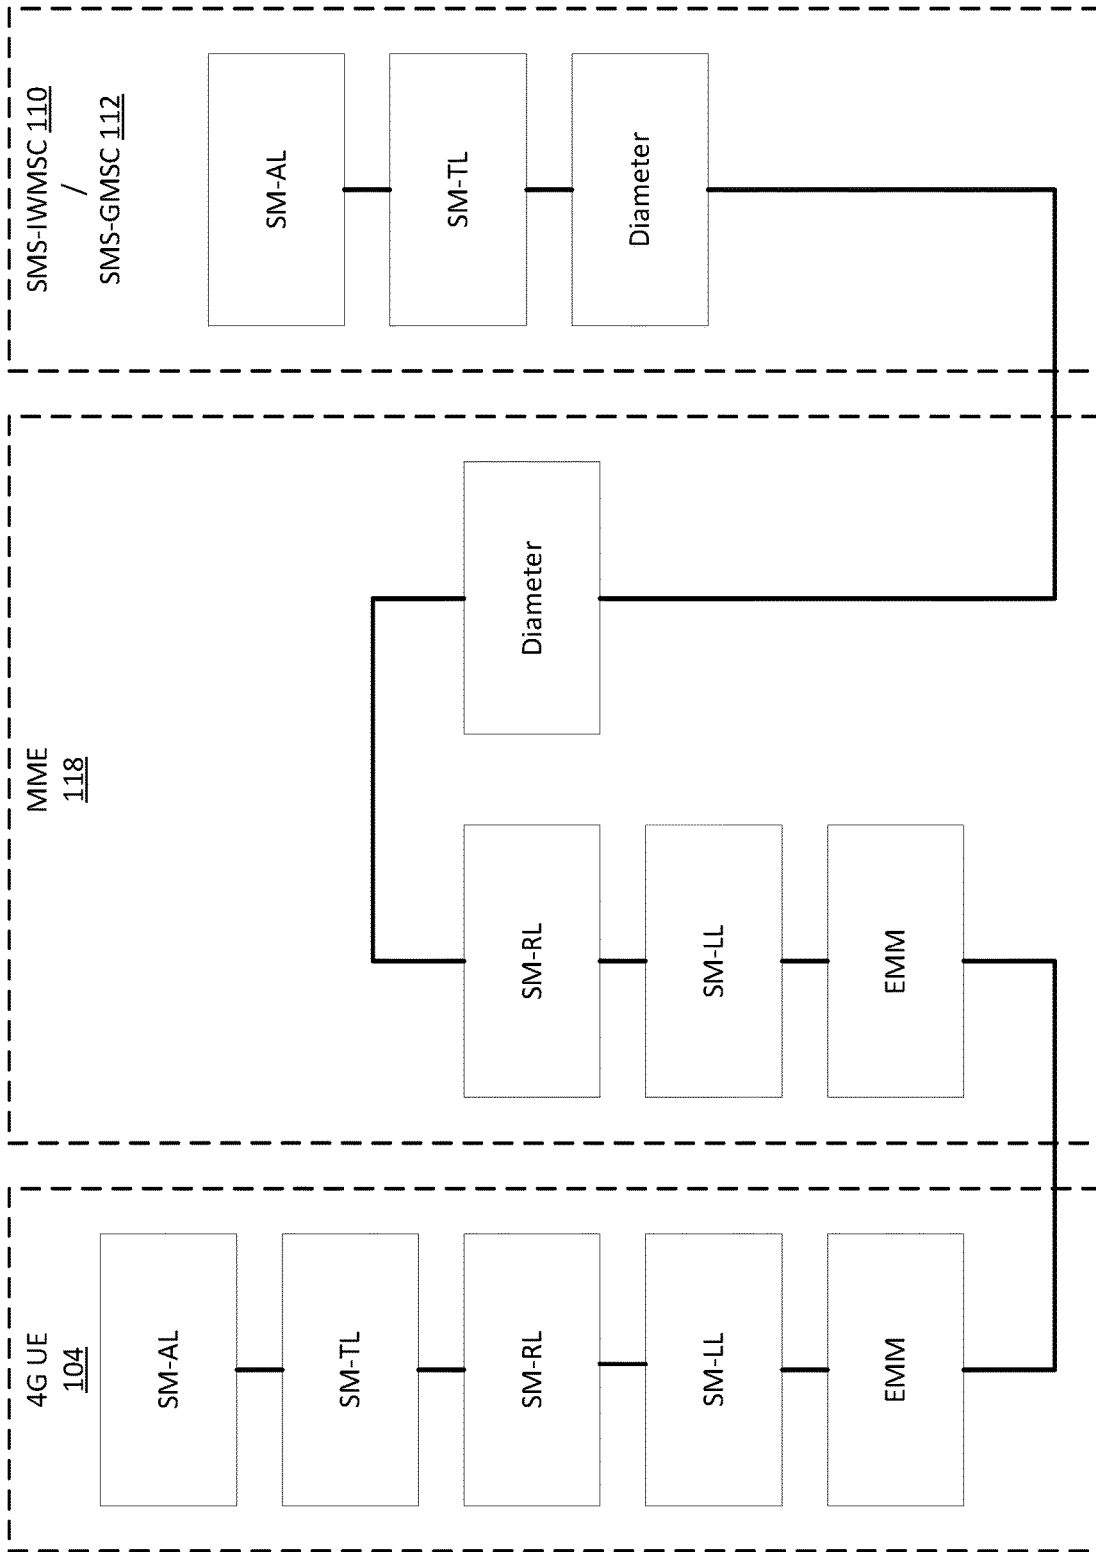 4G UE
104
SM-AL
SM-TL
SM-RL
SM-LL
EMM
MME
118
SM-RL
SM-LL
EMM
Diameter
SMS-IWMSC 110
/
SMS-GMSC 112
SM-AL
SM-TL
Diameter